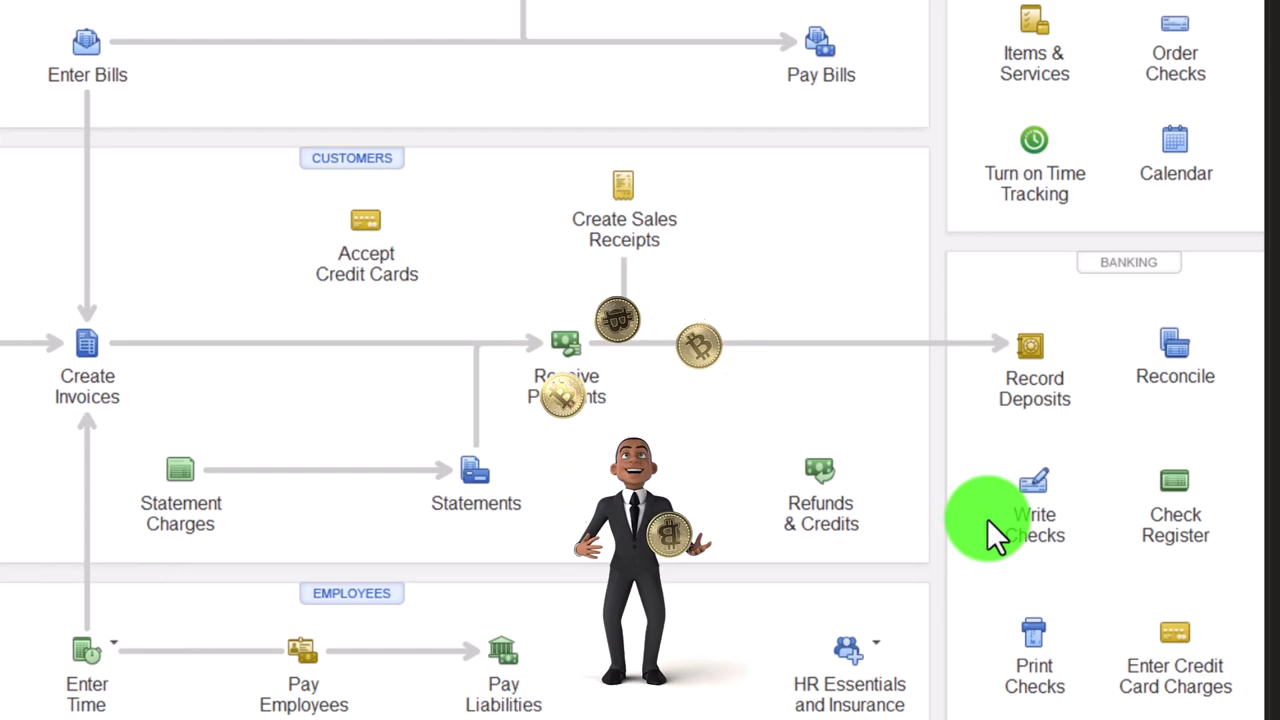 Enter Bills
Pay Bills
Items &
Services
Order
Checks
Turn on Time
Tracking
Calendar
CUSTOMERS
Create Sales
Receipts
Accept
Credit Cards
BANKING
Create
Invoices
Record
Deposits
Reconcile
Statement
Charges
Statements
Refunds
& Credits
Write
Checks
Check
Register
EMPLOYEES
Enter
Time
Pay
Employees
Pay
Liabilities
HR Essentials
and Insurance
Print
Checks
Enter Credit
Card Charges